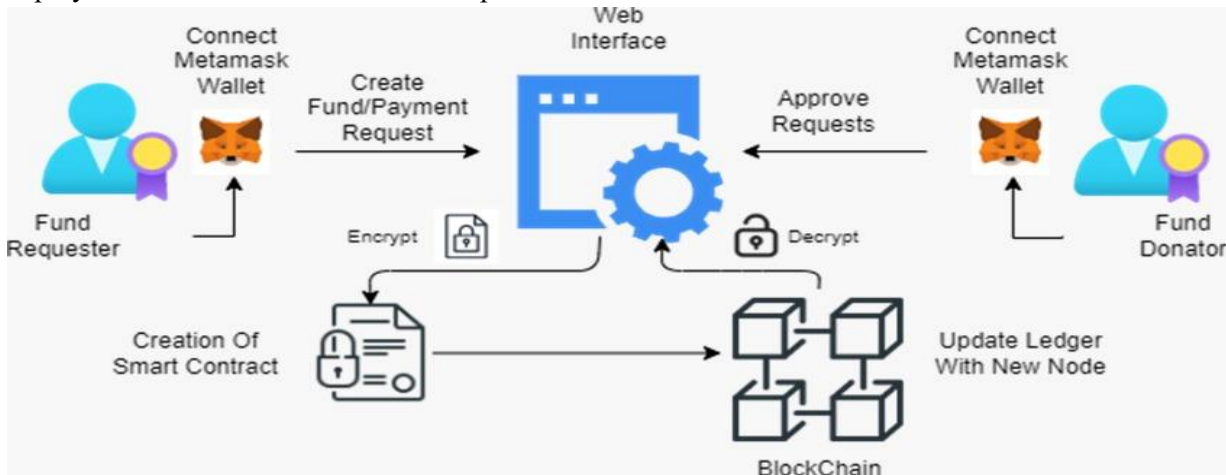 Web
Interface
Connect
Metamask
Wallet
Create
Fund/Payment
Request
Approve
Requests
Connect
Metamask
Wallet
Fund
Requester
Encrypt
Decrypt
Fund
Donator
Creation Of
Smart Contract
Update Ledger
With New Node
BlockChain